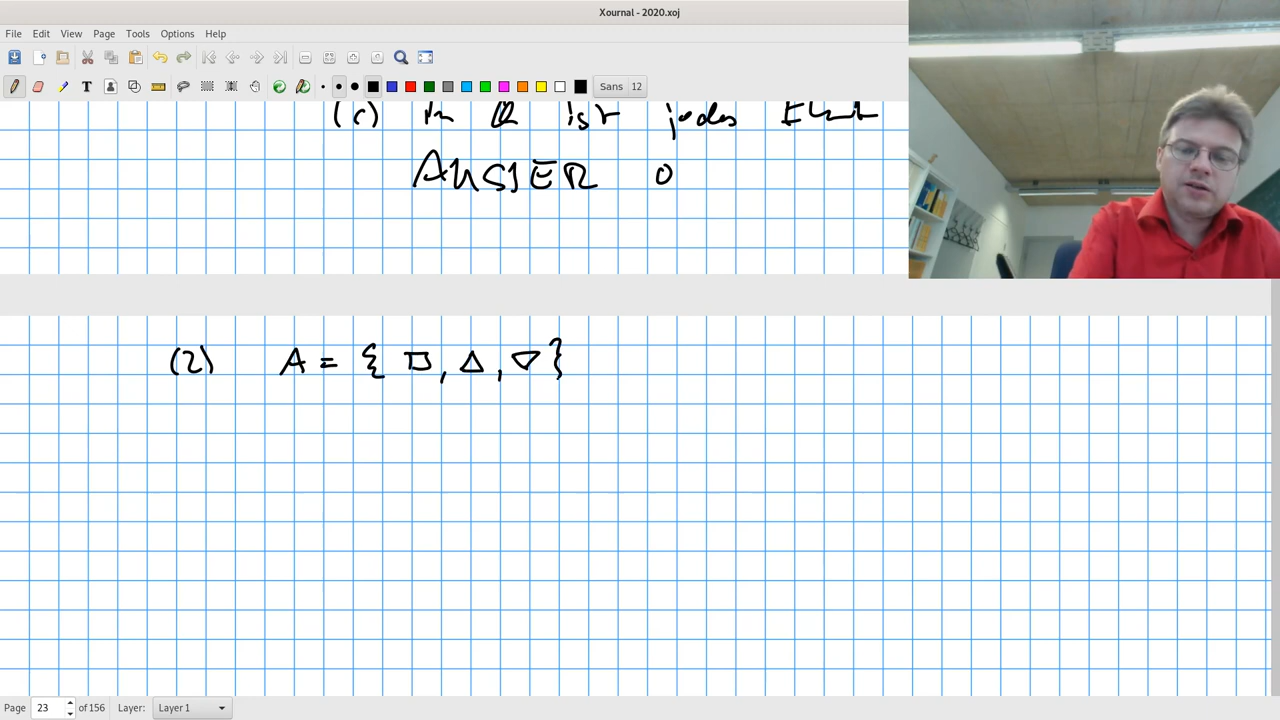 Xournal - 2020.xoj
File Edit View Page Tools Options Help
Sans 12
(c) In ℚ ist jedes
AUSSER 0
(2) A = { □, △, ▽ }
Page 23 of 156 Layer: Layer 1